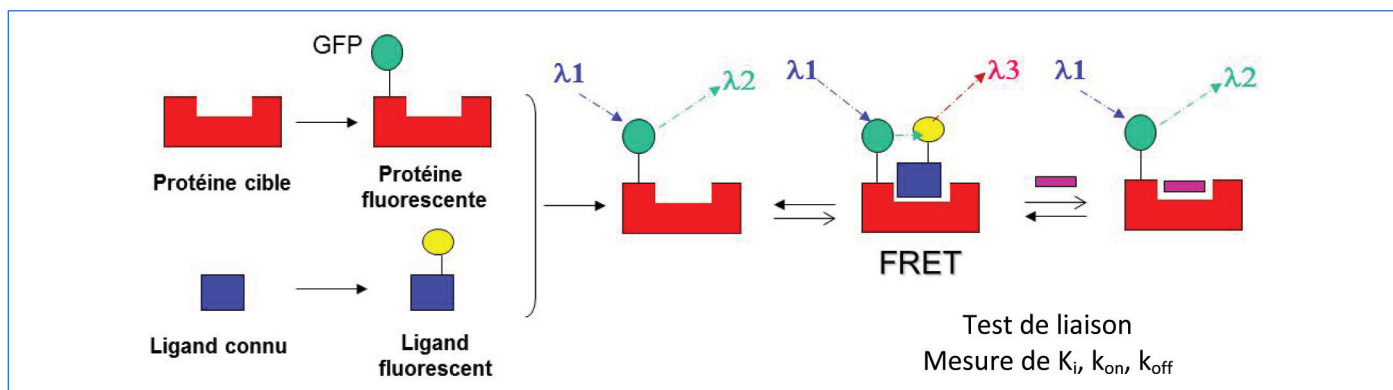 GFP
Protéine cible
Protéine
fluorescente
Ligand connu
Ligand
fluorescent
λ1
λ2
λ1
λ3
FRET
λ1
λ2
Test de liaison
Mesure de Ki, kon, koff